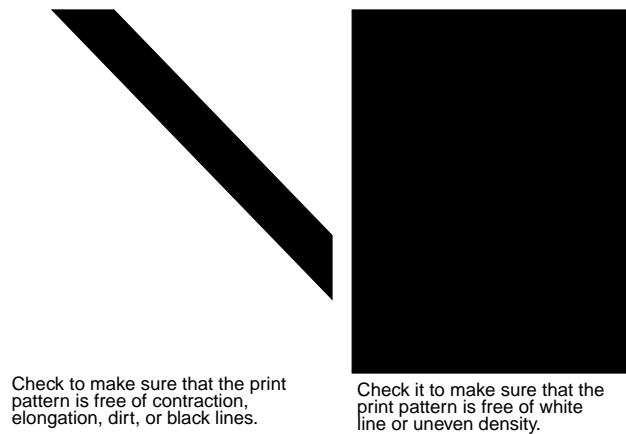 Check to make sure that the print
pattern is free of contraction,
elongation, dirt, or black lines.
Check it to make sure that the
print pattern is free of white
line or uneven density.